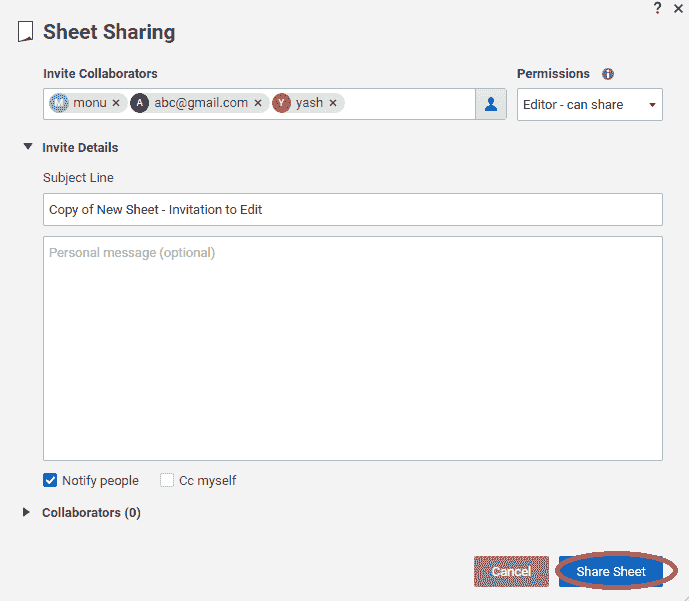 ? ×
Sheet Sharing
Invite Collaborators Permissions i
M monu × A abc@gmail.com × Y yash × Editor - can share
Invite Details
Subject Line
Copy of New Sheet - Invitation to Edit
Personal message (optional)
Notify people Cc myself
Collaborators (0)
Cancel Share Sheet